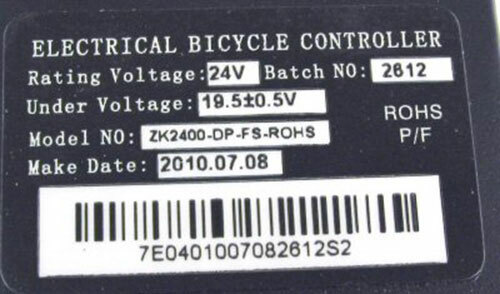 ELECTRICAL BICYCLE CONTROLLER
Rating Voltage: 24V Batch NO: 2612
Under Voltage: 19.5±0.5V
ROHS
Model NO: ZK2400-DP-FS-ROHS
P/F
Make Date: 2010.07.08
7E0401007082612S2